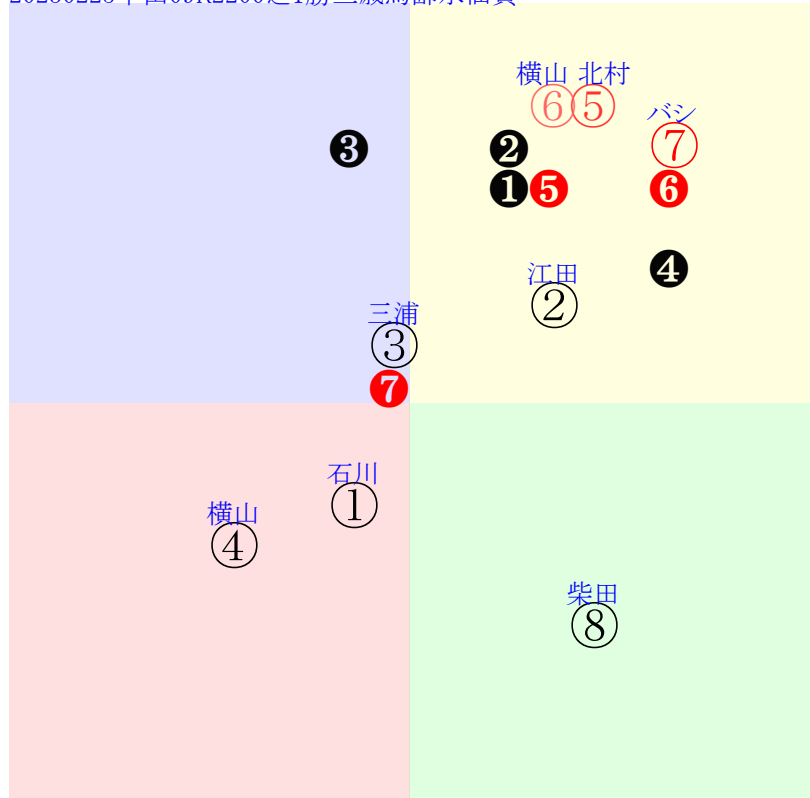 横山 北村
⑥⑤
バシ
⑦
❸
❷
❶❺
❻
江田
②
❹
三浦
③
❼
石川
①
横山
④
柴田
⑧